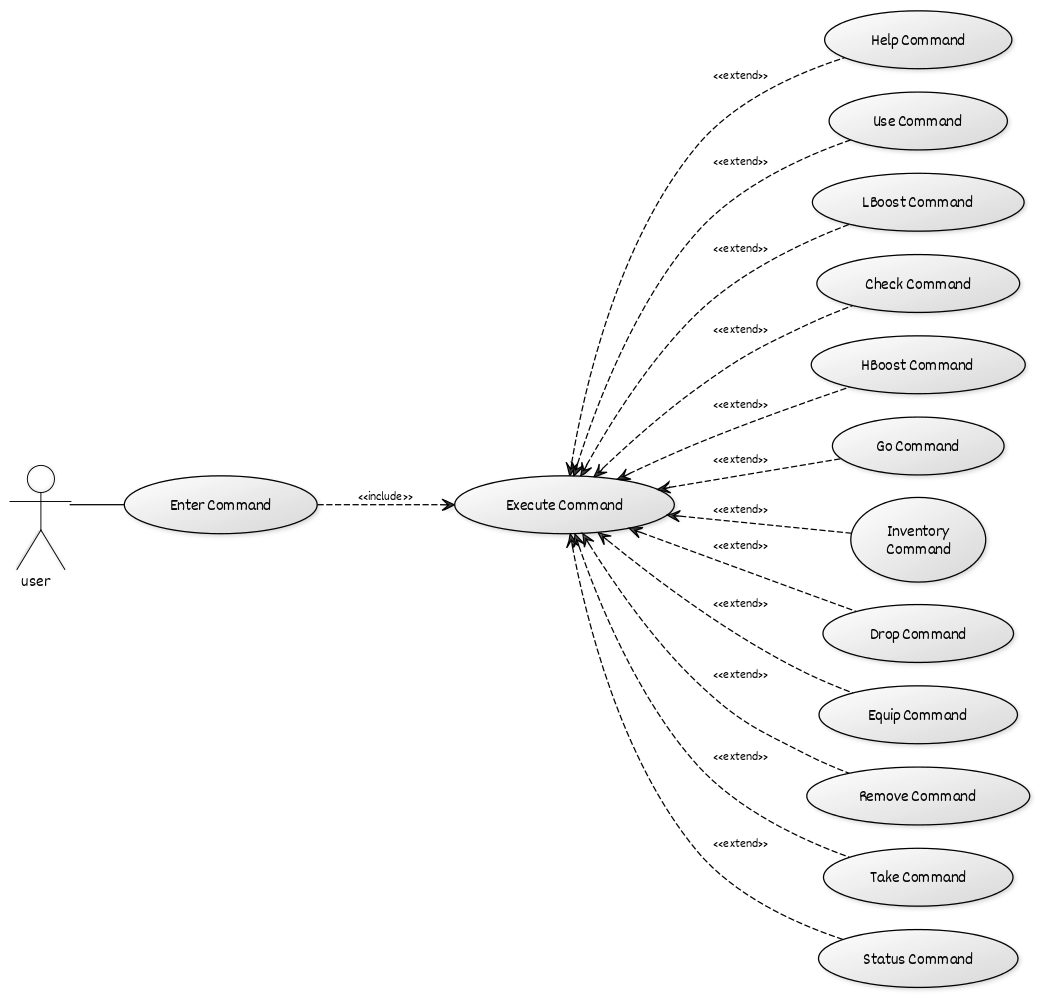 Help Command
<<extend>>
Use Command
<<extend>>
LBoost Command
<<extend>>
Check Command
<<extend>>
HBoost Command
<<extend>>
Go Command
<<extend>>
user
Enter Command
<<include>>
Execute Command
<<extend>>
Inventory
Command
<<extend>>
Drop Command
<<extend>>
Equip Command
<<extend>>
Remove Command
<<extend>>
Take Command
<<extend>>
Status Command